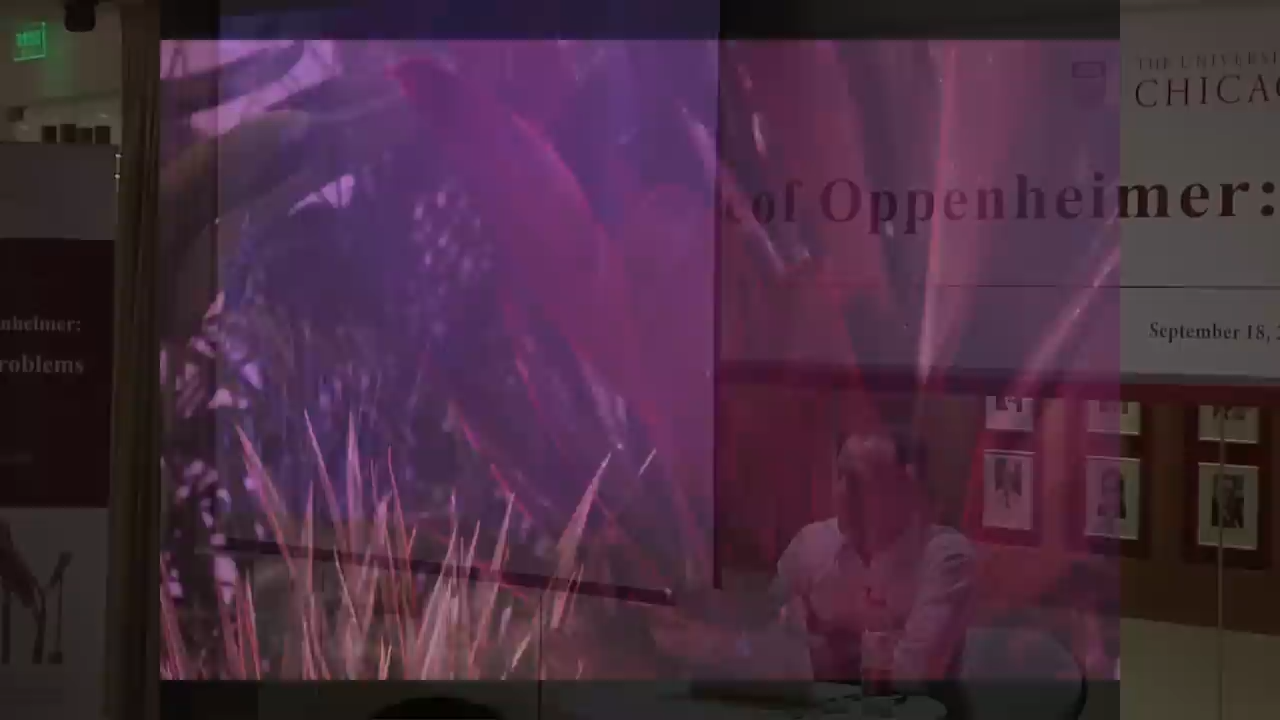 THE UNIVERSI
CHICAG
of Oppenheimer:
September 18,
nheimer:
roblems